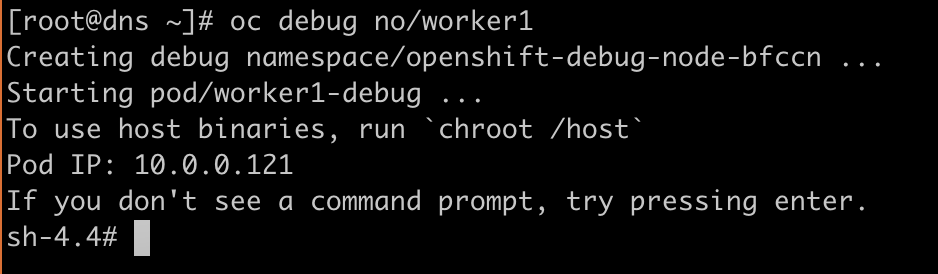 [root@dns ~]# oc debug no/worker1
Creating debug namespace/openshift-debug-node-bfccn ...
Starting pod/worker1-debug ...
To use host binaries, run `chroot /host`
Pod IP: 10.0.0.121
If you don't see a command prompt, try pressing enter.
sh-4.4#